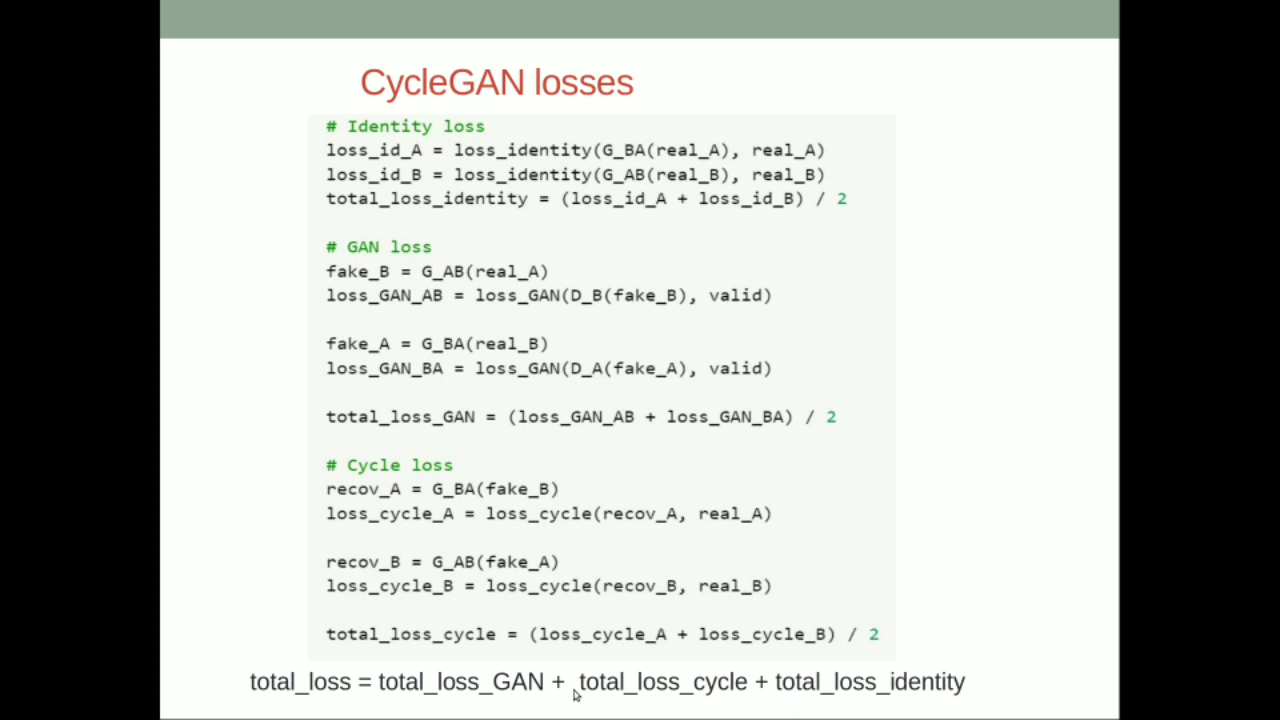 CycleGAN losses
# Identity loss
loss_id_A = loss_identity(G_BA(real_A), real_A)
loss_id_B = loss_identity(G_AB(real_B), real_B)
total_loss_identity = (loss_id_A + loss_id_B) / 2
# GAN loss
fake_B = G_AB(real_A)
loss_GAN_AB = loss_GAN(D_B(fake_B), valid)
fake_A = G_BA(real_B)
loss_GAN_BA = loss_GAN(D_A(fake_A), valid)
total_loss_GAN = (loss_GAN_AB + loss_GAN_BA) / 2
# Cycle loss
recov_A = G_BA(fake_B)
loss_cycle_A = loss_cycle(recov_A, real_A)
recov_B = G_AB(fake_A)
loss_cycle_B = loss_cycle(recov_B, real_B)
total_loss_cycle = (loss_cycle_A + loss_cycle_B) / 2
total_loss = total_loss_GAN + total_loss_cycle + total_loss_identity